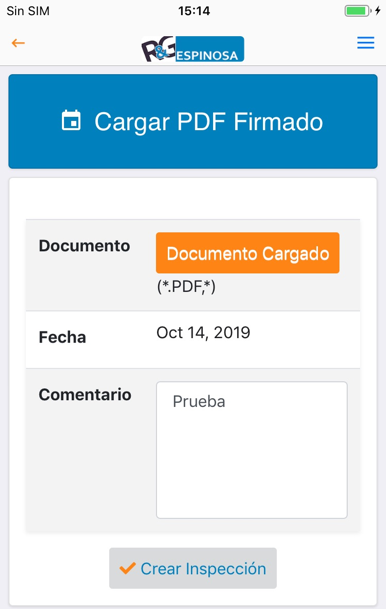 Sin SIM 15:14
R&G ESPINOSA
Cargar PDF Firmado
Documento Documento Cargado
(*.PDF,*)
Fecha Oct 14, 2019
Comentario Prueba
Crear Inspección